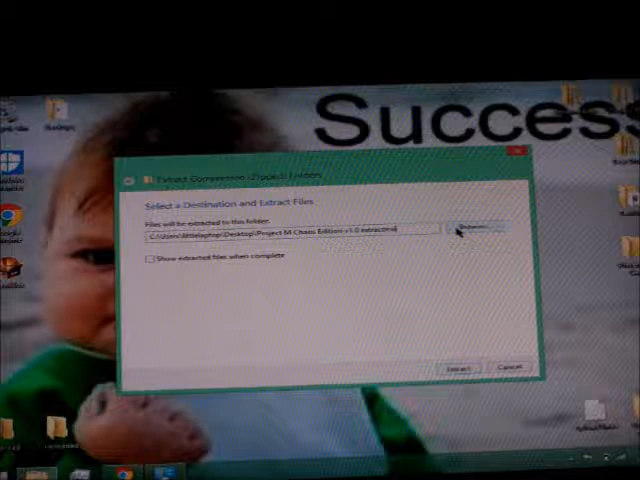 Success
Extract Compressed (Zipped) Folders
Select a Destination and Extract Files
Files will be extracted to this folder:
C:\Users\littlelaptop\Desktop\Project M Chaos Edition v1.0 extracted
Browse...
Show extracted files when complete
Extract
Cancel